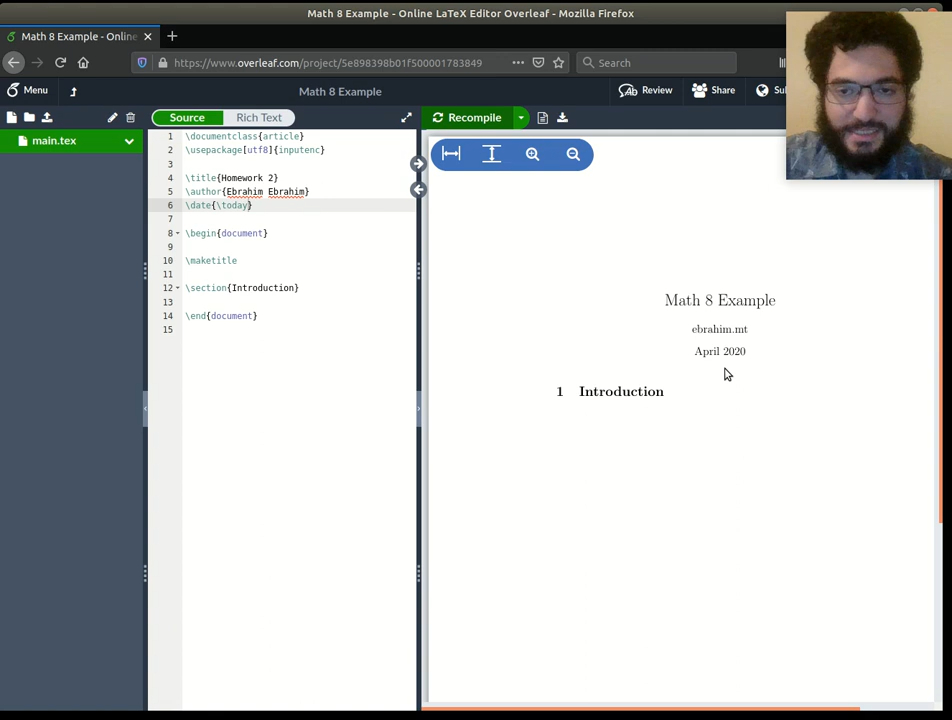 Math 8 Example - Online LaTeX Editor Overleaf - Mozilla Firefox
Math 8 Example - Online
https://www.overleaf.com/project/5e898398b01f500001783849
Search
Menu
Math 8 Example
Review
Share
Source
Rich Text
Recompile
main.tex
1 \documentclass{article}
2 \usepackage[utf8]{inputenc}
3
4 \title{Homework 2}
5 \author{Ebrahim Ebrahim}
6 \date{\today}
7
8 \begin{document}
9
10 \maketitle
11
12 \section{Introduction}
13
14 \end{document}
15
Math 8 Example
ebrahim.mt
April 2020
1 Introduction